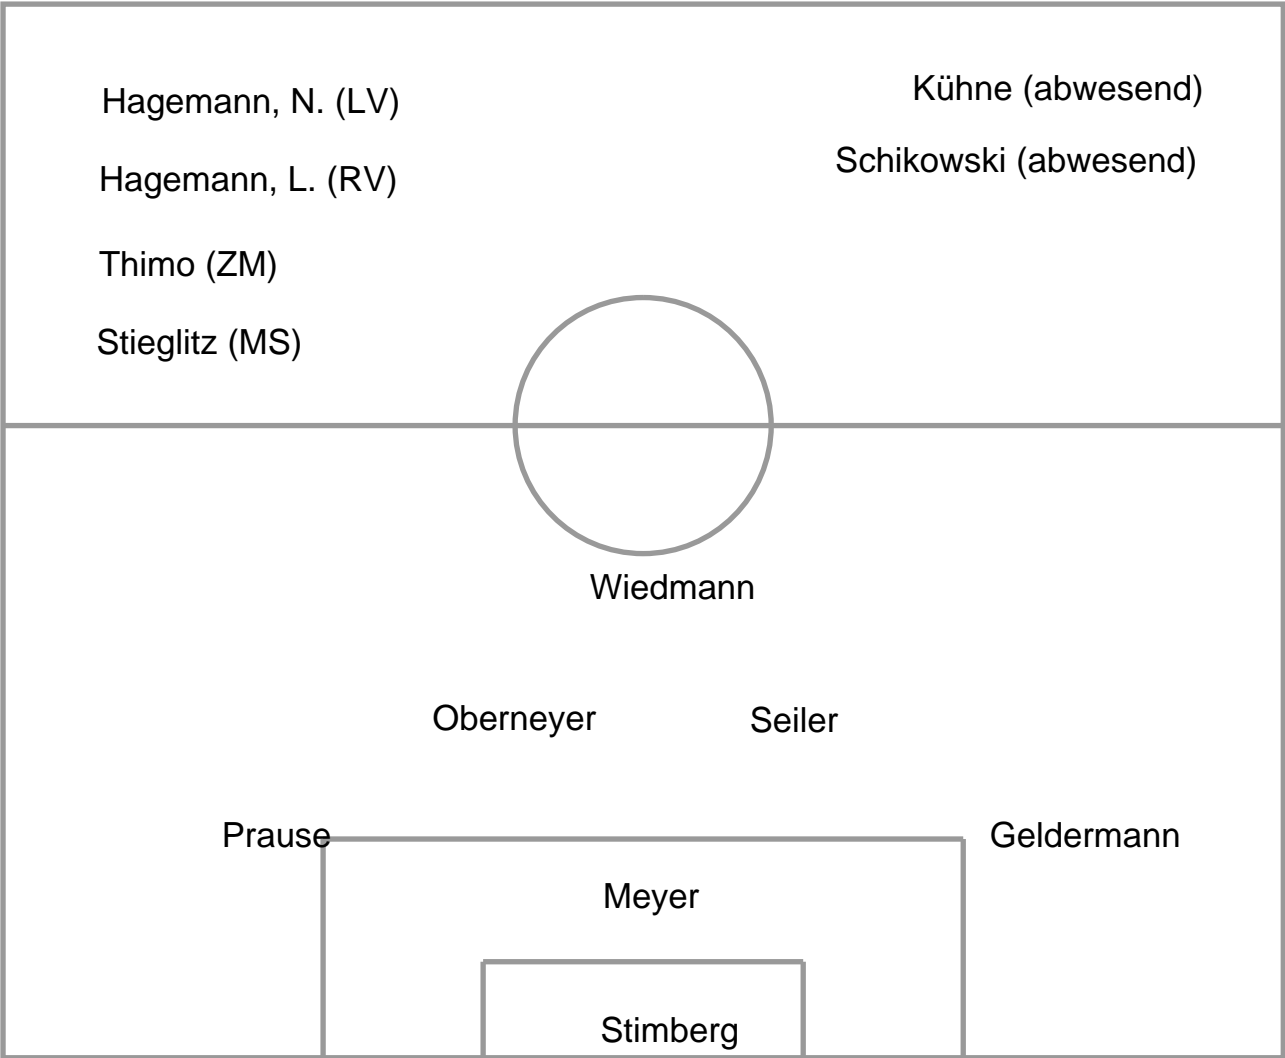 Hagemann, N. (LV)
Kühne (abwesend)
Hagemann, L. (RV)
Schikowski (abwesend)
Thimo (ZM)
Stieglitz (MS)
Wiedmann
Oberneyer
Seiler
Prause
Geldermann
Meyer
Stimberg